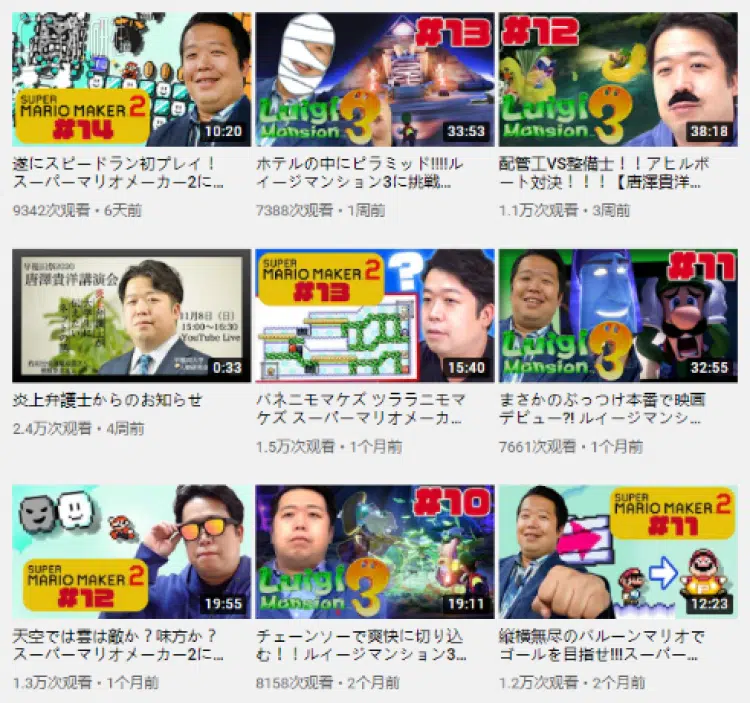 SUPER
MARIO MAKER 2
#14
10:20
#13
Luigi
Mansion 3
33:53
#12
Luigi
Mansion 3
38:18
遂にスピードラン初プレイ！
スーパーマリオメーカー2に...
9342次观看・6天前
ホテルの中にピラミッド!!!!!ル
イージマンション3に挑戦...
7388次观看・1周前
配管工VS整備士！！アヒルボ
ート対決！！！【唐澤貴洋...
1.1万次观看・3周前
早稲田祭2020
唐澤貴洋講演会
11月8日（日）
15:00~16:30
YouTube Live
0:33
SUPER
MARIO MAKER 2
#13
?
15:40
#11
Luigi
Mansion 3
32:55
炎上弁護士からのお知らせ
2.4万次观看・4周前
バネニモマケズ ツララニモマ
ケズ スーパーマリオメーカ...
1.5万次观看・1个月前
まさかのぶっつけ本番で映画
デビュー?! ルイージマンシ...
7661次观看・1个月前
SUPER
MARIO MAKER 2
#12
19:55
#10
Luigi
Mansion 3
19:11
SUPER
MARIO MAKER 2
#11
12:23
天空では雲は敵か？味方か？
スーパーマリオメーカー2に...
1.3万次观看・1个月前
チェーンソーで爽快に切り込
む！！ルイージマンション3...
8158次观看・2个月前
縦横無尽のバルーンマリオで
ゴールを目指せ!!!スーパー...
1.2万次观看・2个月前